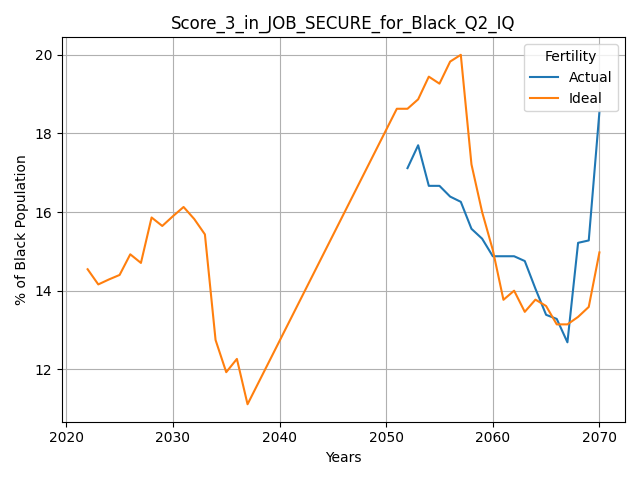 Score_3_in_JOB_SECURE_for_Black_Q2_IQ
Fertility
Actual
Ideal
% of Black Population
20
18
16
14
12
2020 2030 2040 2050 2060 2070
Years